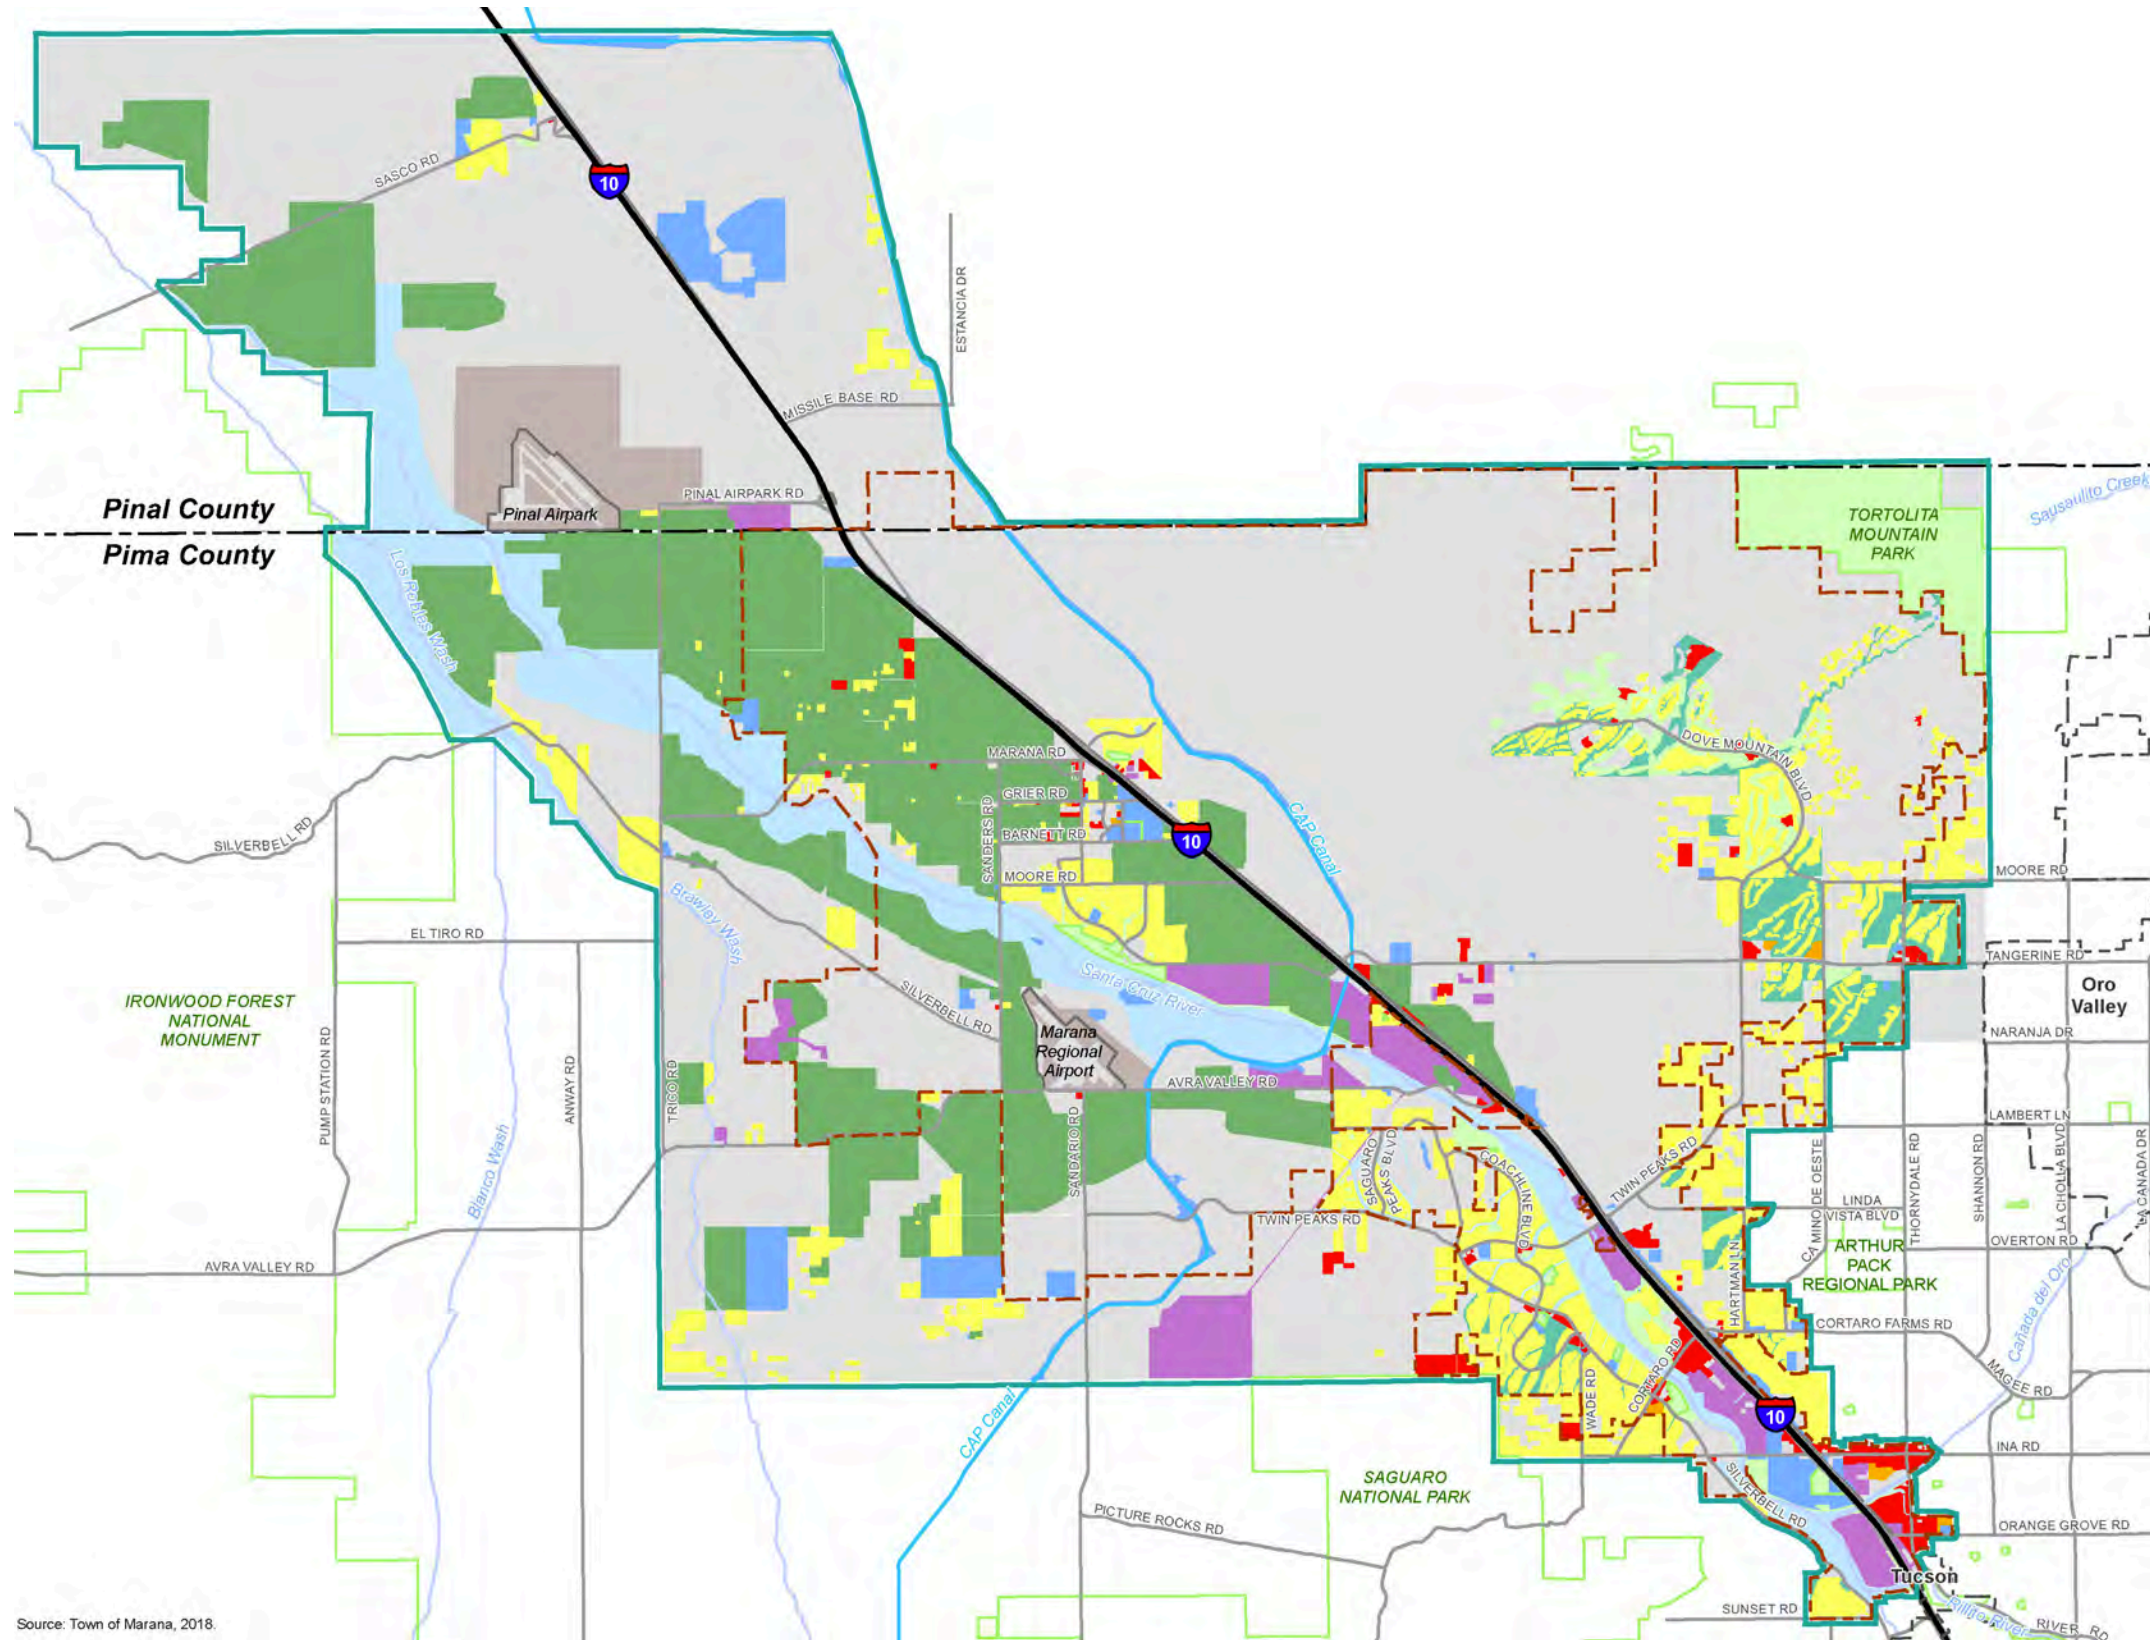 SASCO RD
10
ESTANCIA DR
MISSILE BASE RD
PINAL AIRPARK RD
Pinal Airpark
Pinal County
Pima County
Los Robles Wash
TORTOLITA
MOUNTAIN
PARK
Sausaulito Creek
MARANA RD
GRIER RD
BARNETT RD
SANDERS RD
MOORE RD
10
CAP Canal
DOVE MOUNTAIN BLVD
SILVERBELL RD
Brawley Wash
MOORE RD
EL TIRO RD
TANGERINE RD
Oro
Valley
IRONWOOD FOREST
NATIONAL
MONUMENT
SILVERBELL RD
Santa Cruz River
Marana
Regional
Airport
NARANJA DR
PUMP STATION RD
ANWAY RD
TRICO RD
AVRA VALLEY RD
SANDARIO RD
LAMBERT LN
Blanco Wash
SAGUARO
PEAKS BLVD
COACHLINE BLVD
TWIN PEAKS RD
CAMINO DE OESTE
THORNYDALE RD
SHANNON RD
LA CHOLLA BLVD
LA CANADA DR
LINDA
VISTA BLVD
TWIN PEAKS RD
OVERTON RD
ARTHUR
PACK
REGIONAL PARK
HARTMAN LN
AVRA VALLEY RD
CORTARO FARMS RD
Cañada del Oro
MAGEE RD
CORTARO RD
WADE RD
CAP Canal
10
INA RD
SAGUARO
NATIONAL PARK
SILVERBELL RD
PICTURE ROCKS RD
ORANGE GROVE RD
Tucson
SUNSET RD
Rillito River
RIVER RD
Source: Town of Marana, 2018.